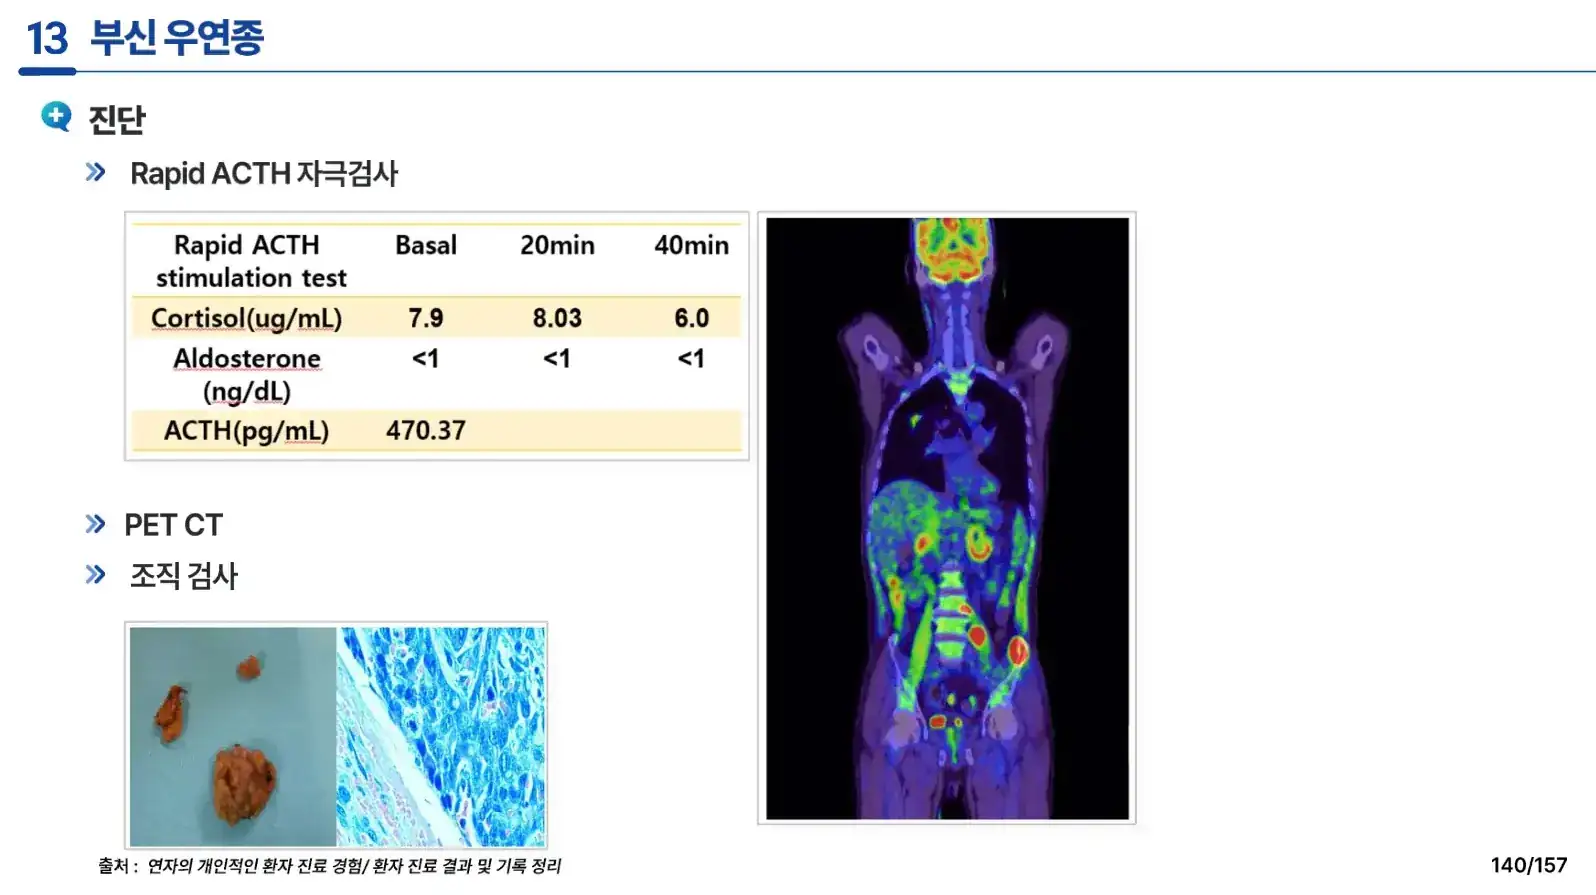 13 부신 우연종
진단
Rapid ACTH 자극검사
Rapid ACTH Basal 20min 40min
stimulation test
Cortisol(ug/mL) 7.9 8.03 6.0
Aldosterone <1 <1 <1
(ng/dL)
ACTH(pg/mL) 470.37
PET CT
조직 검사
출처 : 연자의 개인적인 환자 진료 경험/ 환자 진료 결과 및 기록 정리
140/157